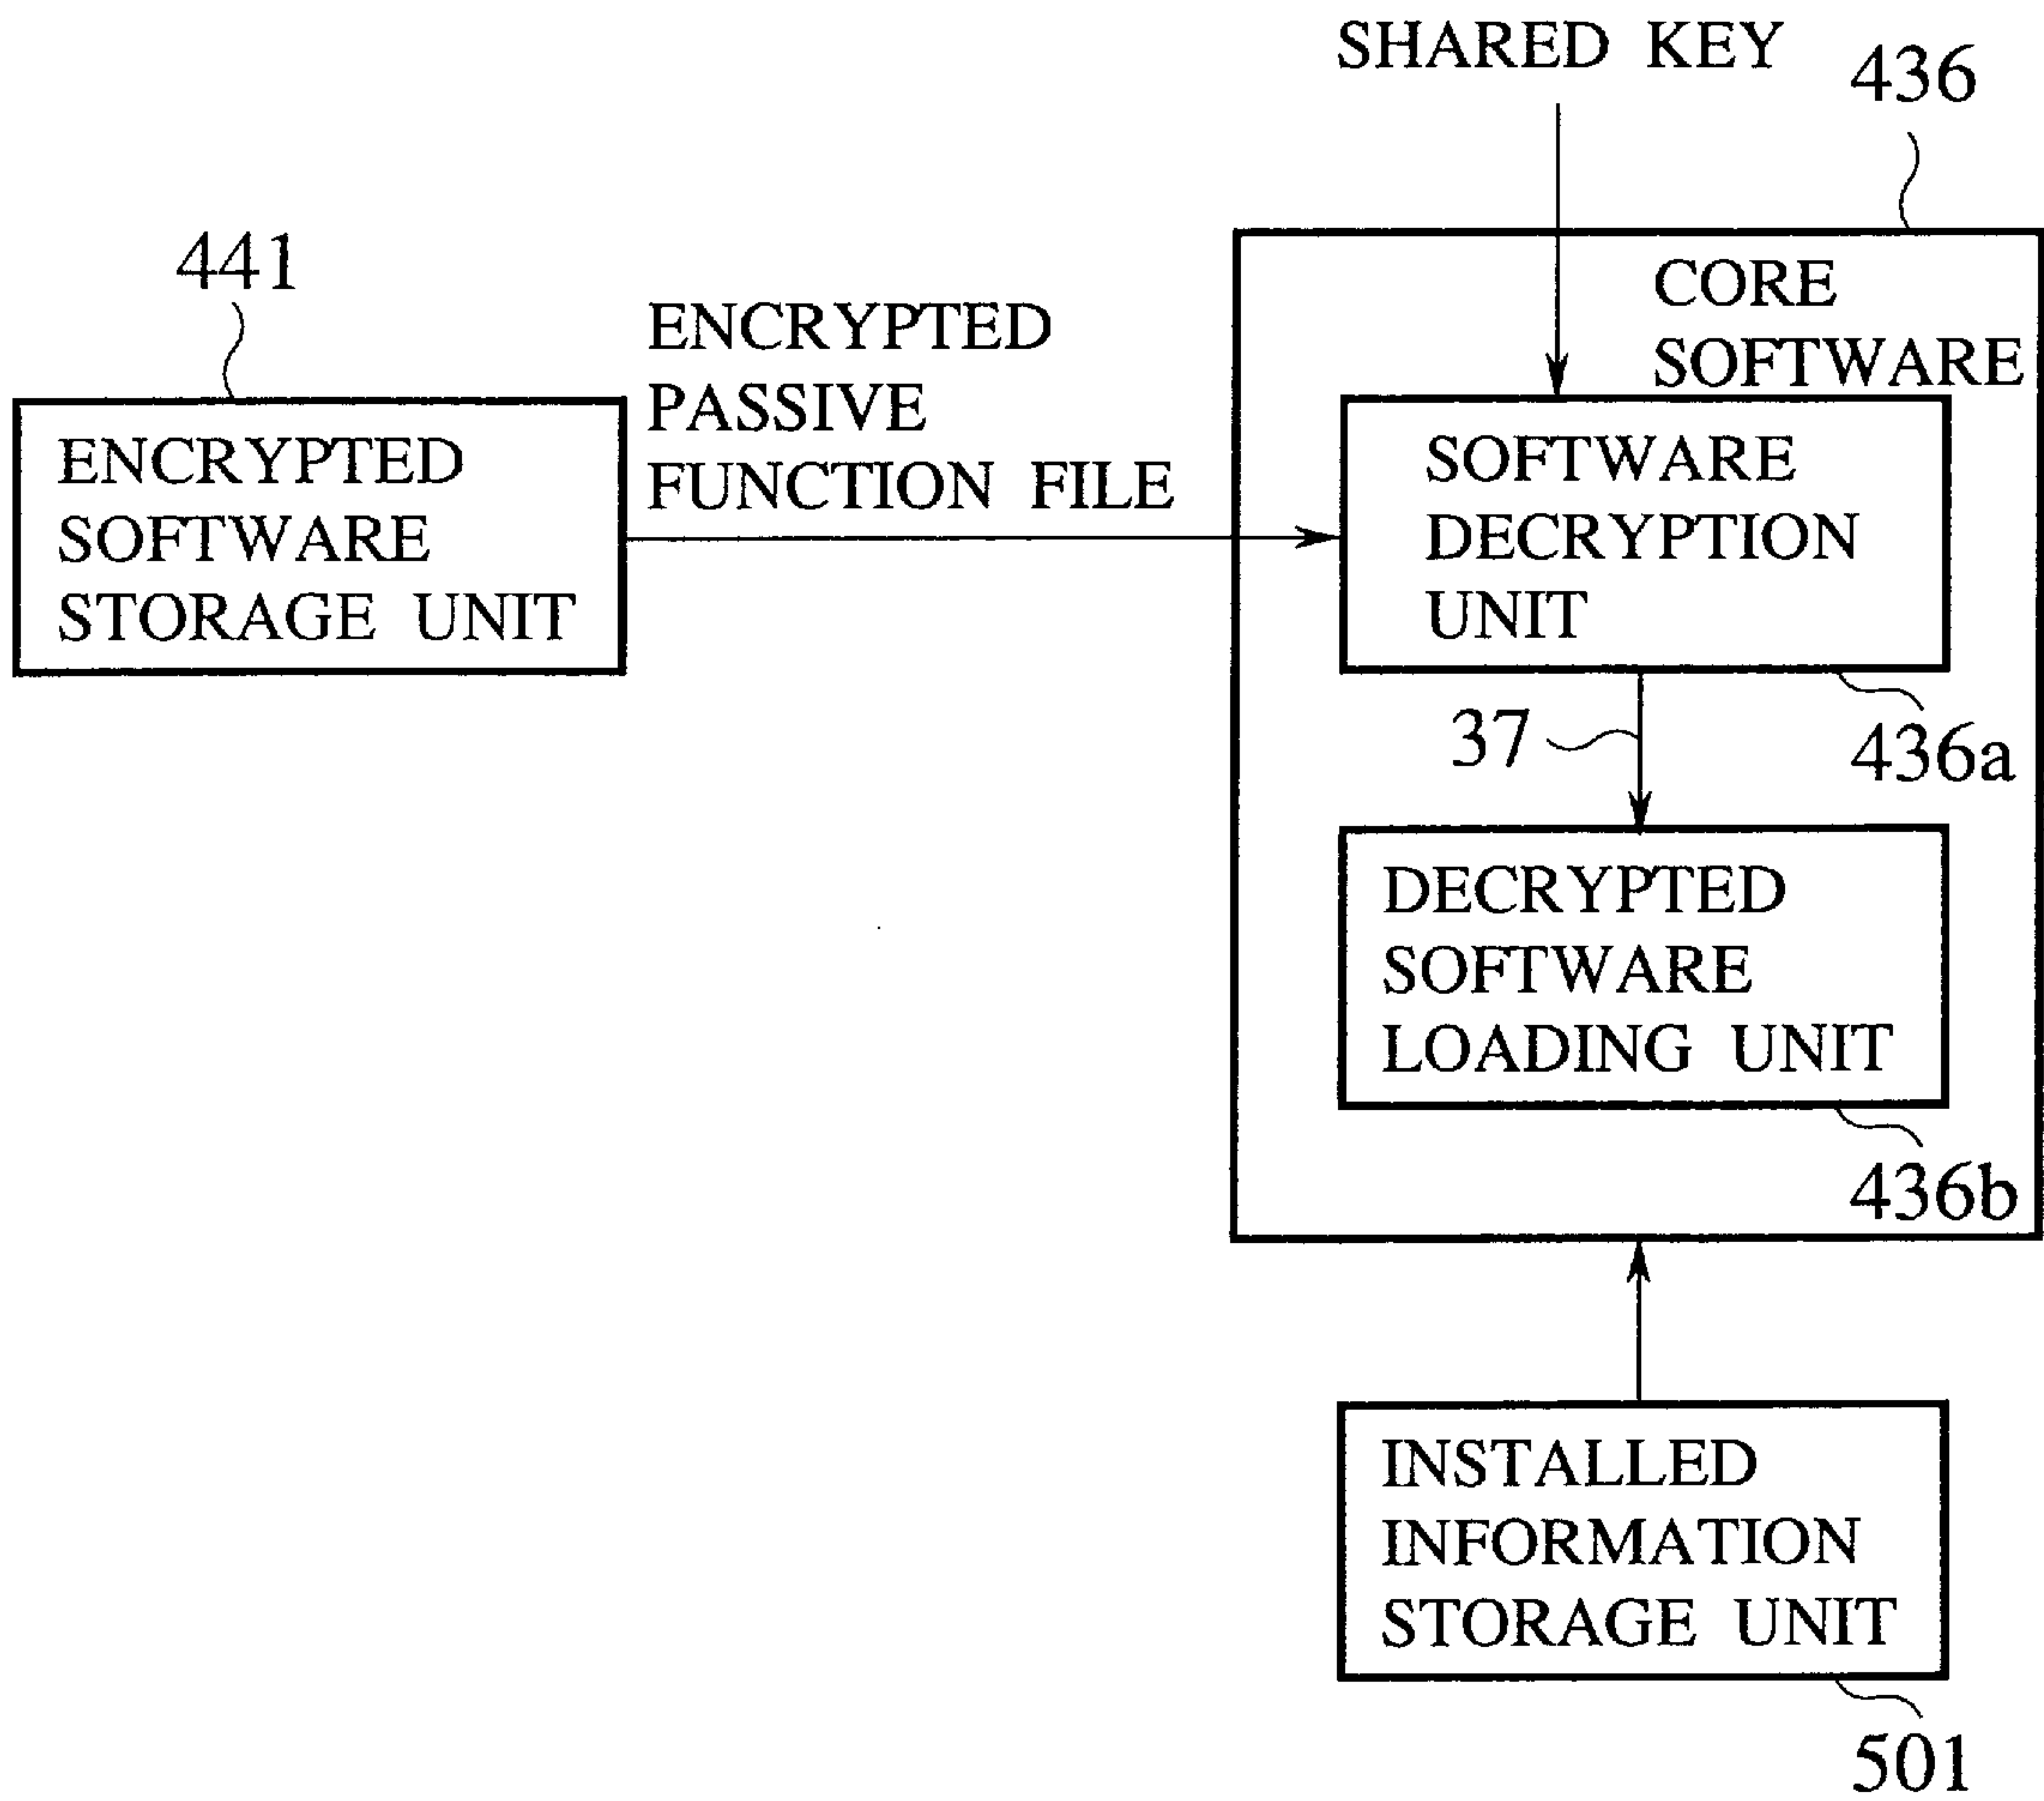 SHARED KEY
436
CORE
SOFTWARE
441
ENCRYPTED
PASSIVE
FUNCTION FILE
ENCRYPTED
SOFTWARE
STORAGE UNIT
SOFTWARE
DECRYPTION
UNIT
37
436a
DECRYPTED
SOFTWARE
LOADING UNIT
436b
INSTALLED
INFORMATION
STORAGE UNIT
501